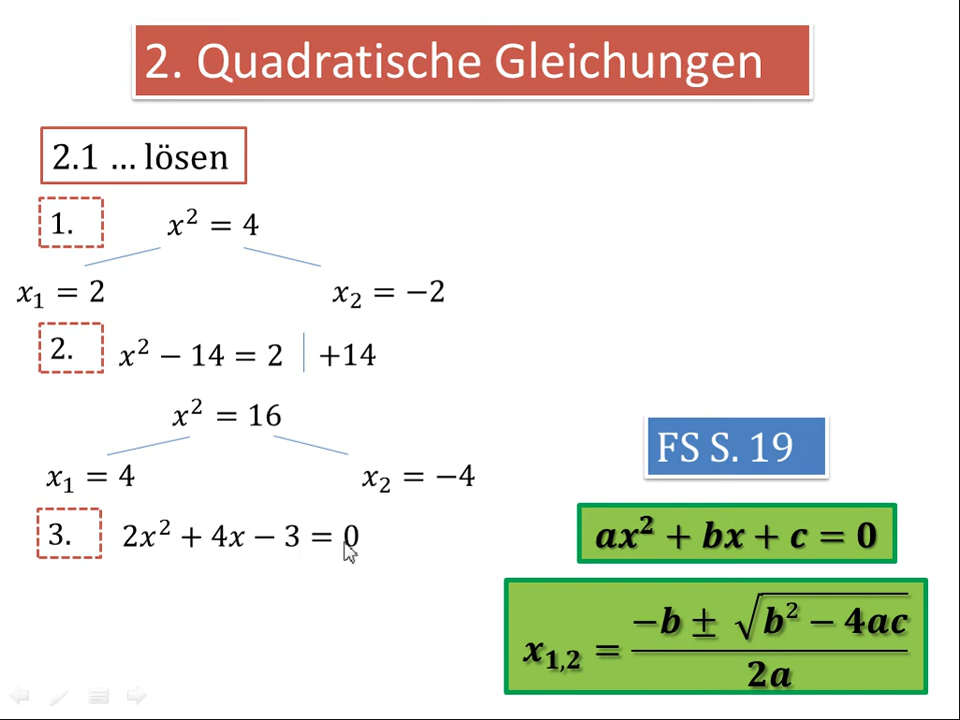 2. Quadratische Gleichungen
2.1 … lösen
1. x² = 4
x₁ = 2 x₂ = −2
2. x² − 14 = 2 | +14
x² = 16
x₁ = 4 x₂ = −4
3. 2x² + 4x − 3 = 0
FS S. 19
ax² + bx + c = 0
x₁,₂ = (−b ± √(b² − 4ac)) / 2a